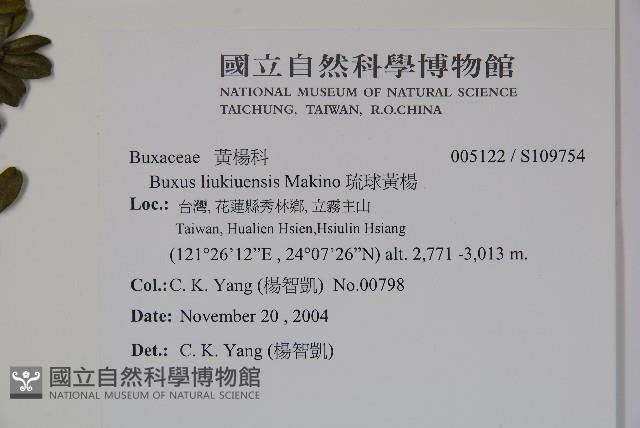 國立自然科學博物館
NATIONAL MUSEUM OF NATURAL SCIENCE
TAICHUNG, TAIWAN, R.O.CHINA
Buxaceae 黃楊科 005122 / S109754
Buxus liukiuensis Makino 琉球黃楊
Loc.: 台灣, 花蓮縣秀林鄉, 立霧主山
Taiwan, Hualien Hsien,Hsiulin Hsiang
(121°26’12”E , 24°07’26”N) alt. 2,771 -3,013 m.
Col.: C. K. Yang (楊智凱) No.00798
Date: November 20 , 2004
Det.: C. K. Yang (楊智凱)
國立自然科學博物館
NATIONAL MUSEUM OF NATURAL SCIENCE